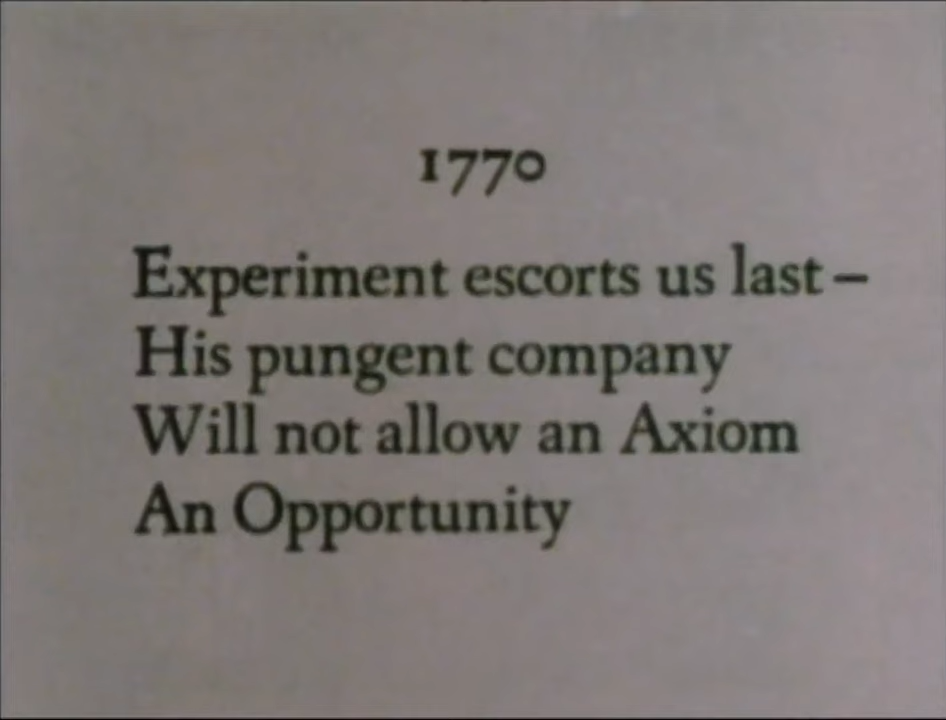 1770
Experiment escorts us last –
His pungent company
Will not allow an Axiom
An Opportunity